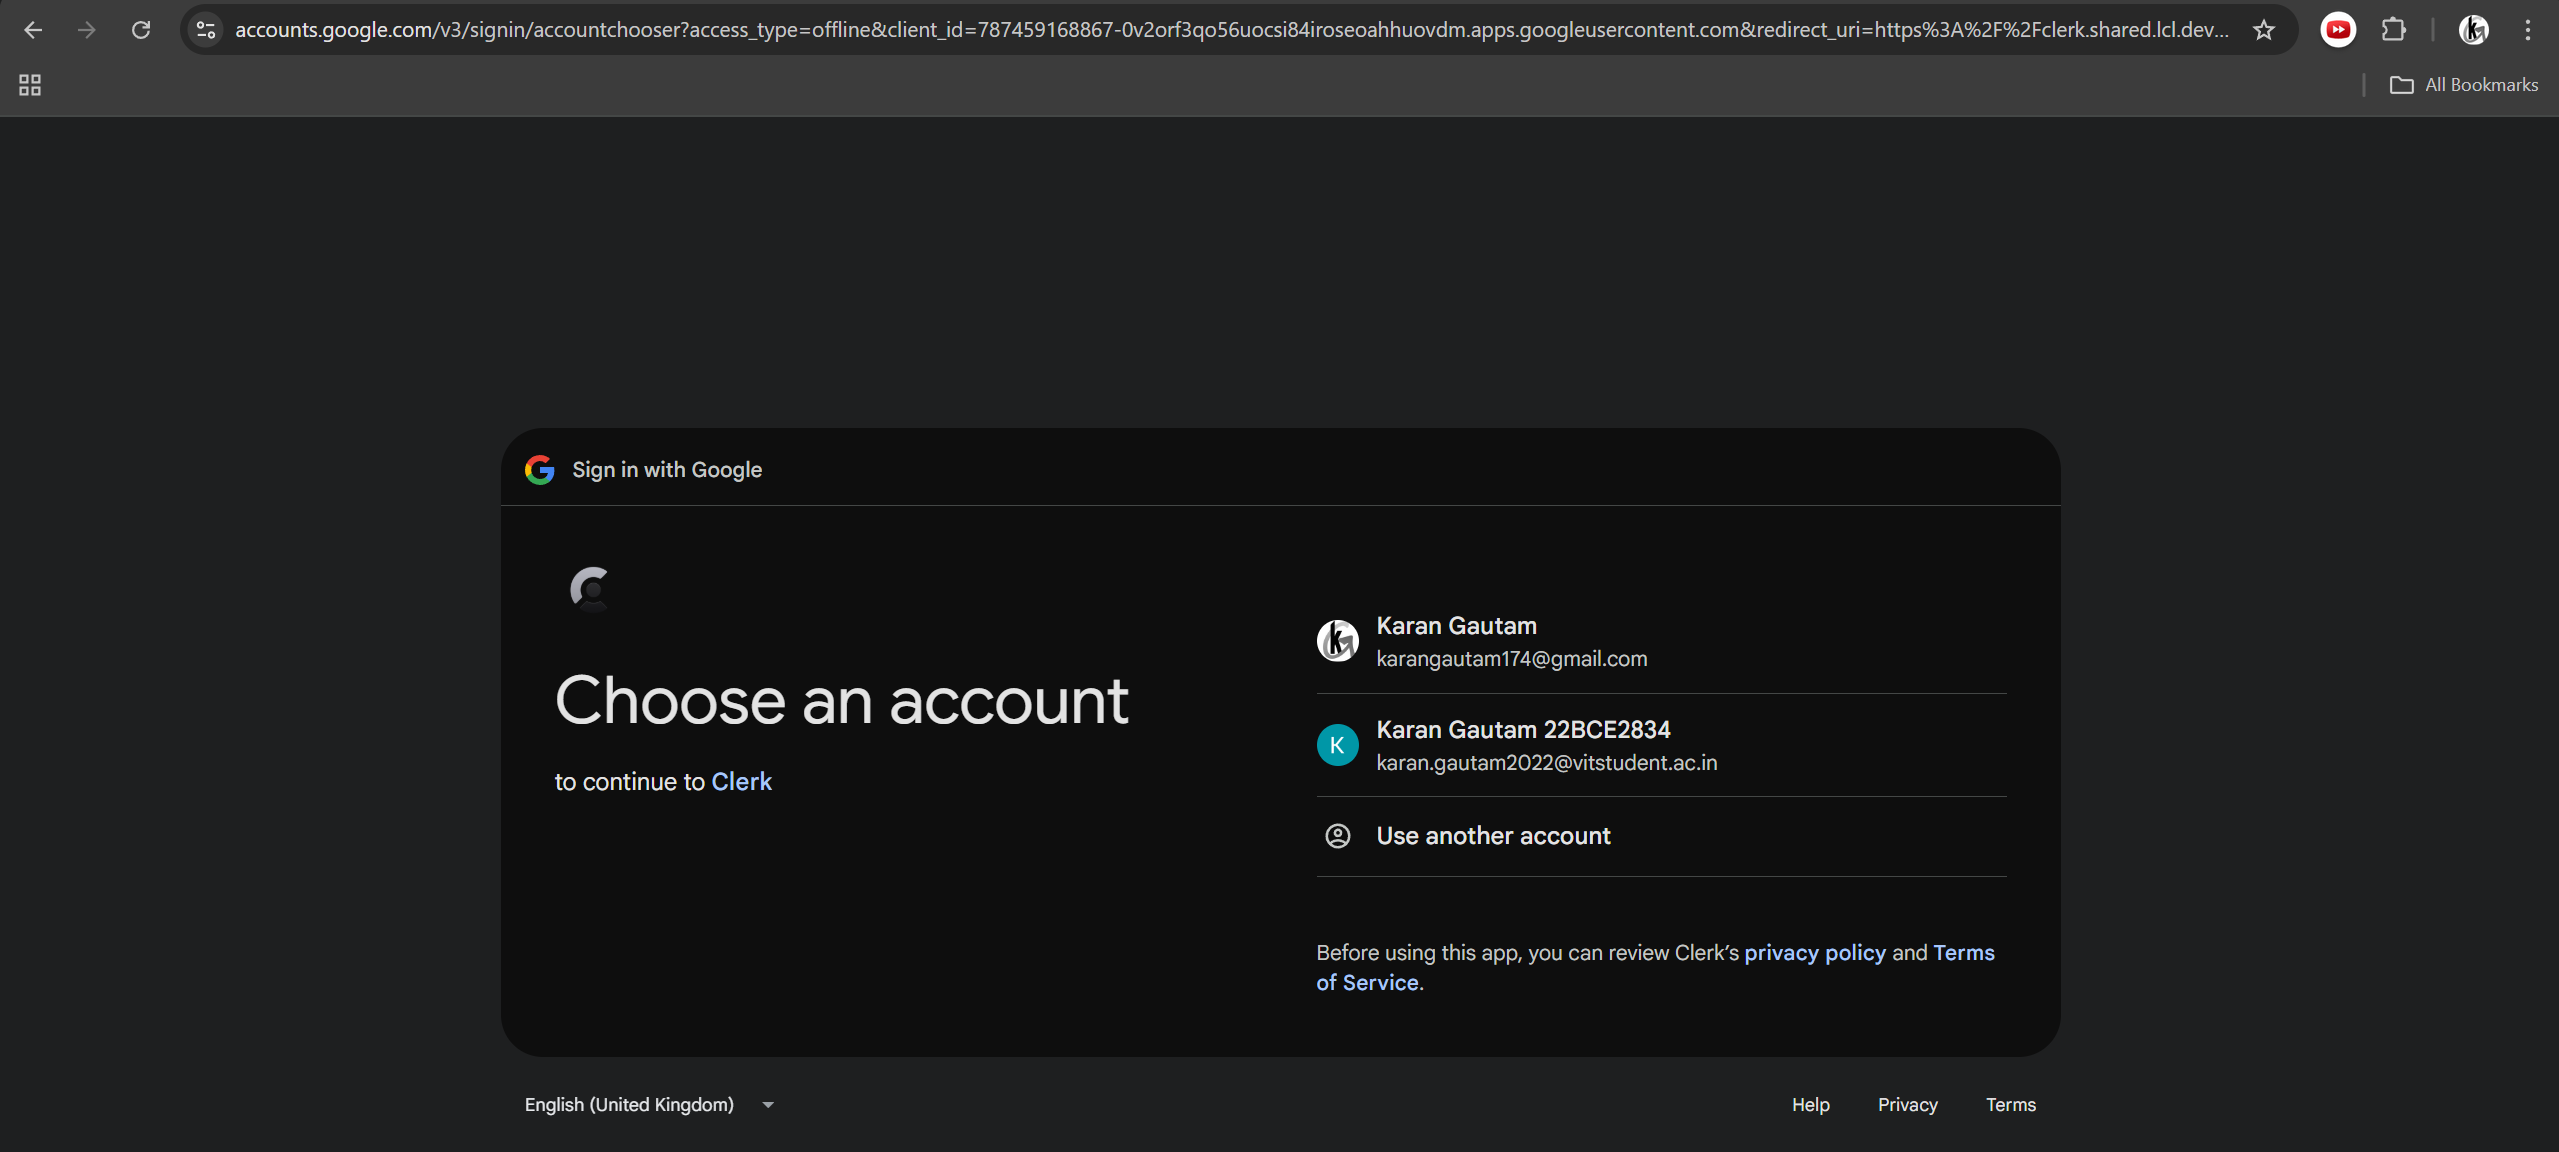 accounts.google.com/v3/signin/accountchooser?access_type=offline&client_id=787459168867-0v2orf3qo56uocsi84iroseoahhuovdm.apps.googleusercontent.com&redirect_uri=https%3A%2F%2Fclerk.shared.lcl.dev...
All Bookmarks
Sign in with Google
Choose an account
to continue to Clerk
Karan Gautam
karangautam174@gmail.com
K
Karan Gautam 22BCE2834
karan.gautam2022@vitstudent.ac.in
Use another account
Before using this app, you can review Clerk’s privacy policy and Terms
of Service.
English (United Kingdom)
Help Privacy Terms